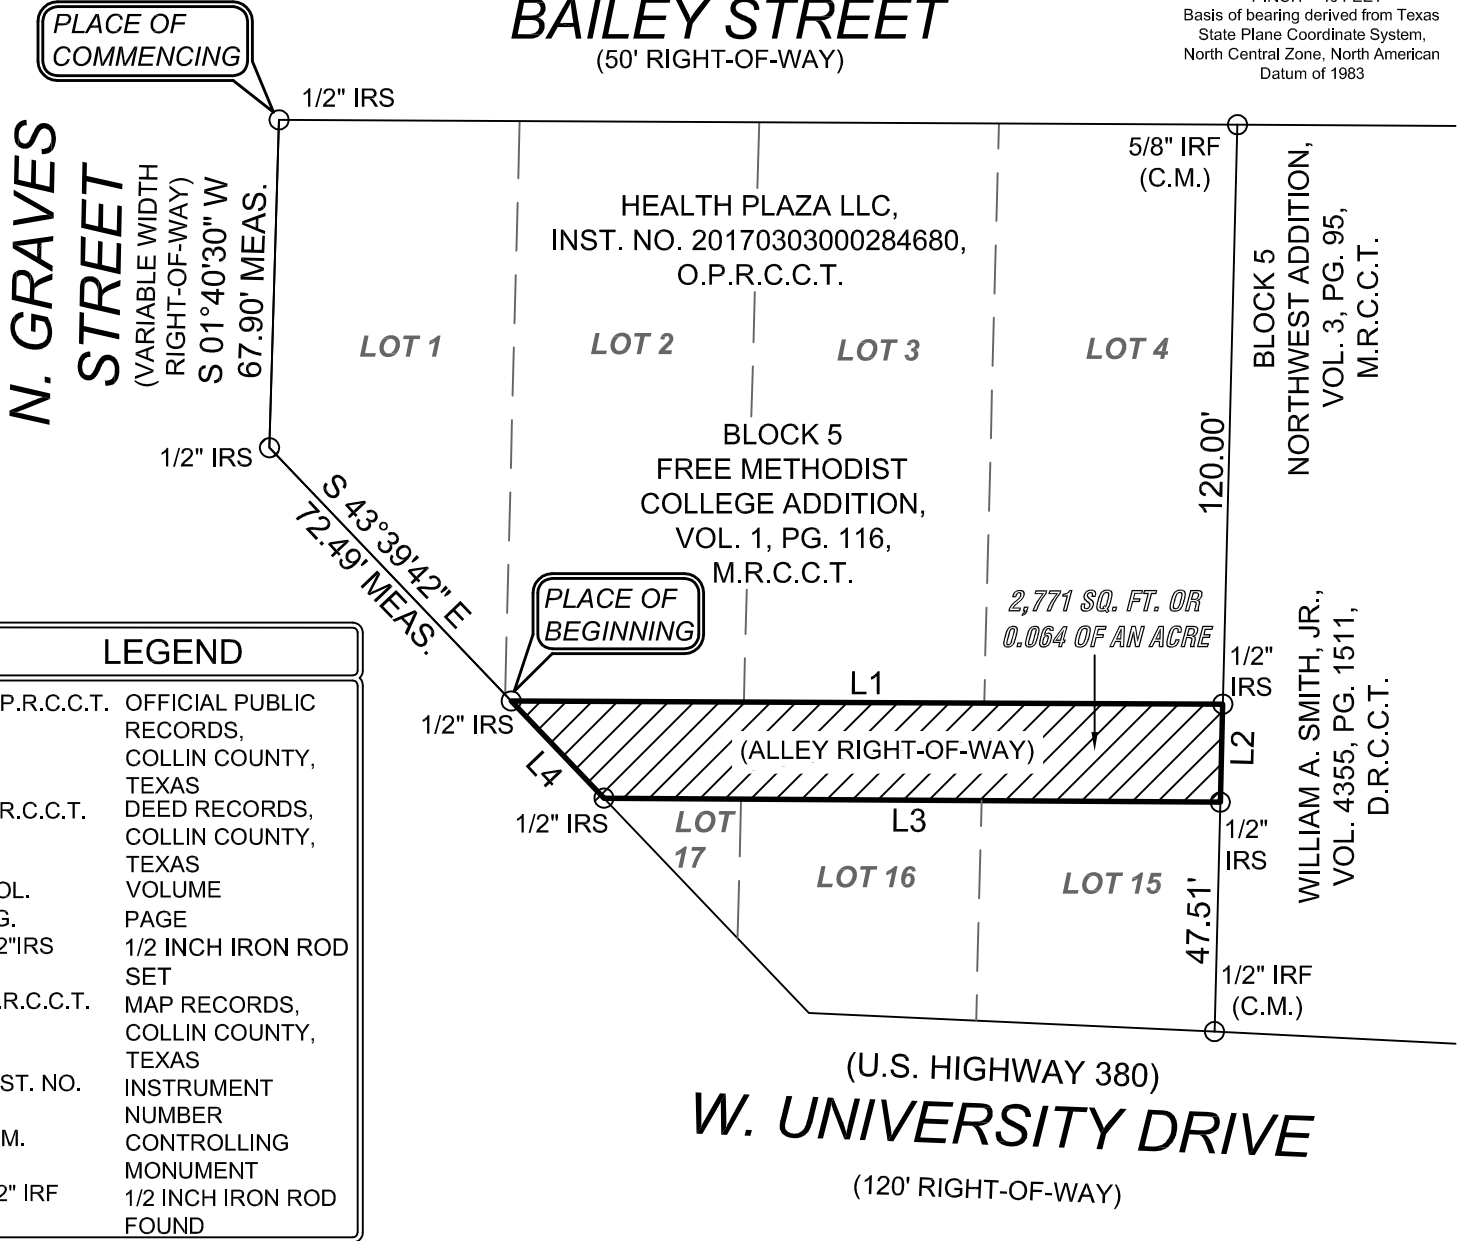 PLACE OF
COMMENCING
BAILEY STREET
(50' RIGHT-OF-WAY)
Basis of bearing derived from Texas
State Plane Coordinate System,
North Central Zone, North American
Datum of 1983
1/2" IRS
5/8" IRF
(C.M.)
N. GRAVES
STREET
(VARIABLE WIDTH
RIGHT-OF-WAY)
S 01°40'30" W
67.90' MEAS.
HEALTH PLAZA LLC,
INST. NO. 20170303000284680,
O.P.R.C.C.T.
LOT 1
LOT 2
LOT 3
LOT 4
BLOCK 5
NORTHWEST ADDITION,
VOL. 3, PG. 95,
M.R.C.C.T.
120.00'
1/2" IRS
BLOCK 5
FREE METHODIST
COLLEGE ADDITION,
VOL. 1, PG. 116,
M.R.C.C.T.
S 43°39'42" E
72.49' MEAS.
PLACE OF
BEGINNING
2,771 SQ. FT. OR
0.064 OF AN ACRE
1/2"
IRS
WILLIAM A. SMITH, JR.,
VOL. 4355, PG. 1511,
D.R.C.C.T.
L1
1/2" IRS
(ALLEY RIGHT-OF-WAY)
L2
L4
1/2" IRS
L3
1/2"
IRS
LOT
17
LOT 16
LOT 15
47.51'
1/2" IRF
(C.M.)
(U.S. HIGHWAY 380)
W. UNIVERSITY DRIVE
(120' RIGHT-OF-WAY)
LEGEND
P.R.C.C.T. OFFICIAL PUBLIC
RECORDS,
COLLIN COUNTY,
TEXAS
R.C.C.T. DEED RECORDS,
COLLIN COUNTY,
TEXAS
OL. VOLUME
G. PAGE
2"IRS 1/2 INCH IRON ROD
SET
.R.C.C.T. MAP RECORDS,
COLLIN COUNTY,
TEXAS
ST. NO. INSTRUMENT
NUMBER
M. CONTROLLING
MONUMENT
2" IRF 1/2 INCH IRON ROD
FOUND